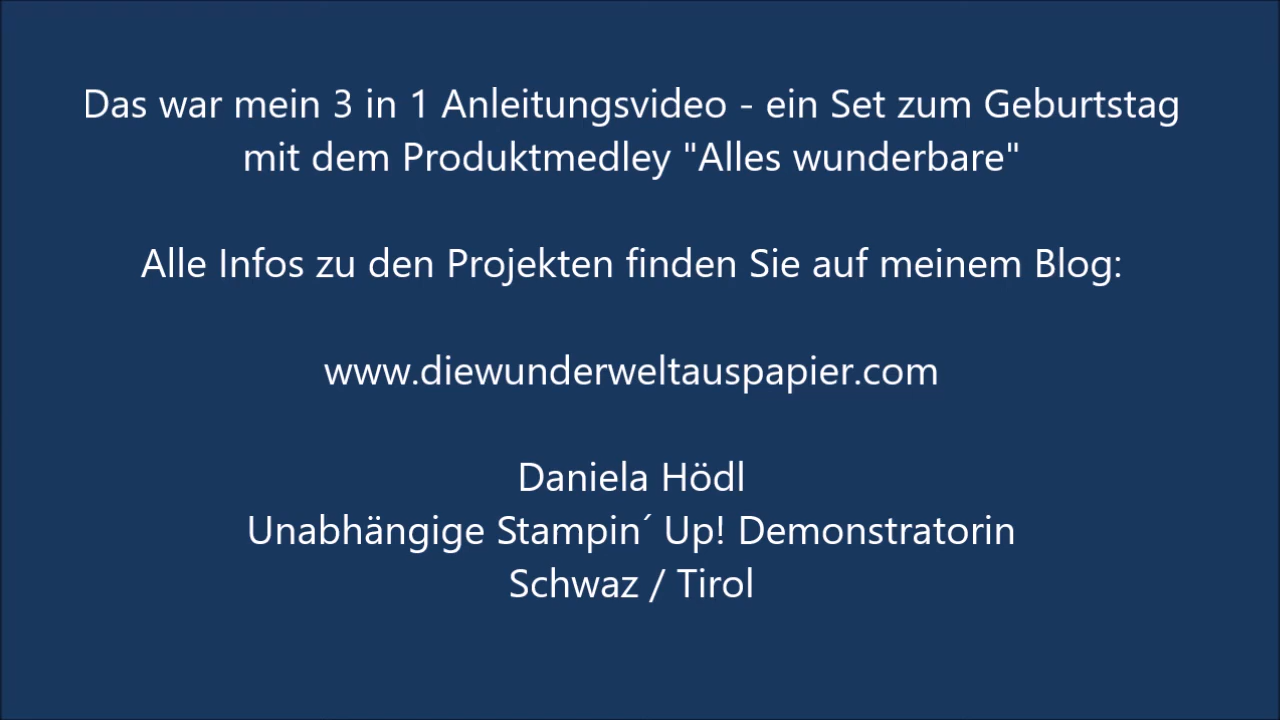 Das war mein 3 in 1 Anleitungsvideo - ein Set zum Geburtstag
mit dem Produktmedley "Alles wunderbare"
Alle Infos zu den Projekten finden Sie auf meinem Blog:
www.diewunderweltauspapier.com
Daniela Hödl
Unabhängige Stampin´ Up! Demonstratorin
Schwaz / Tirol